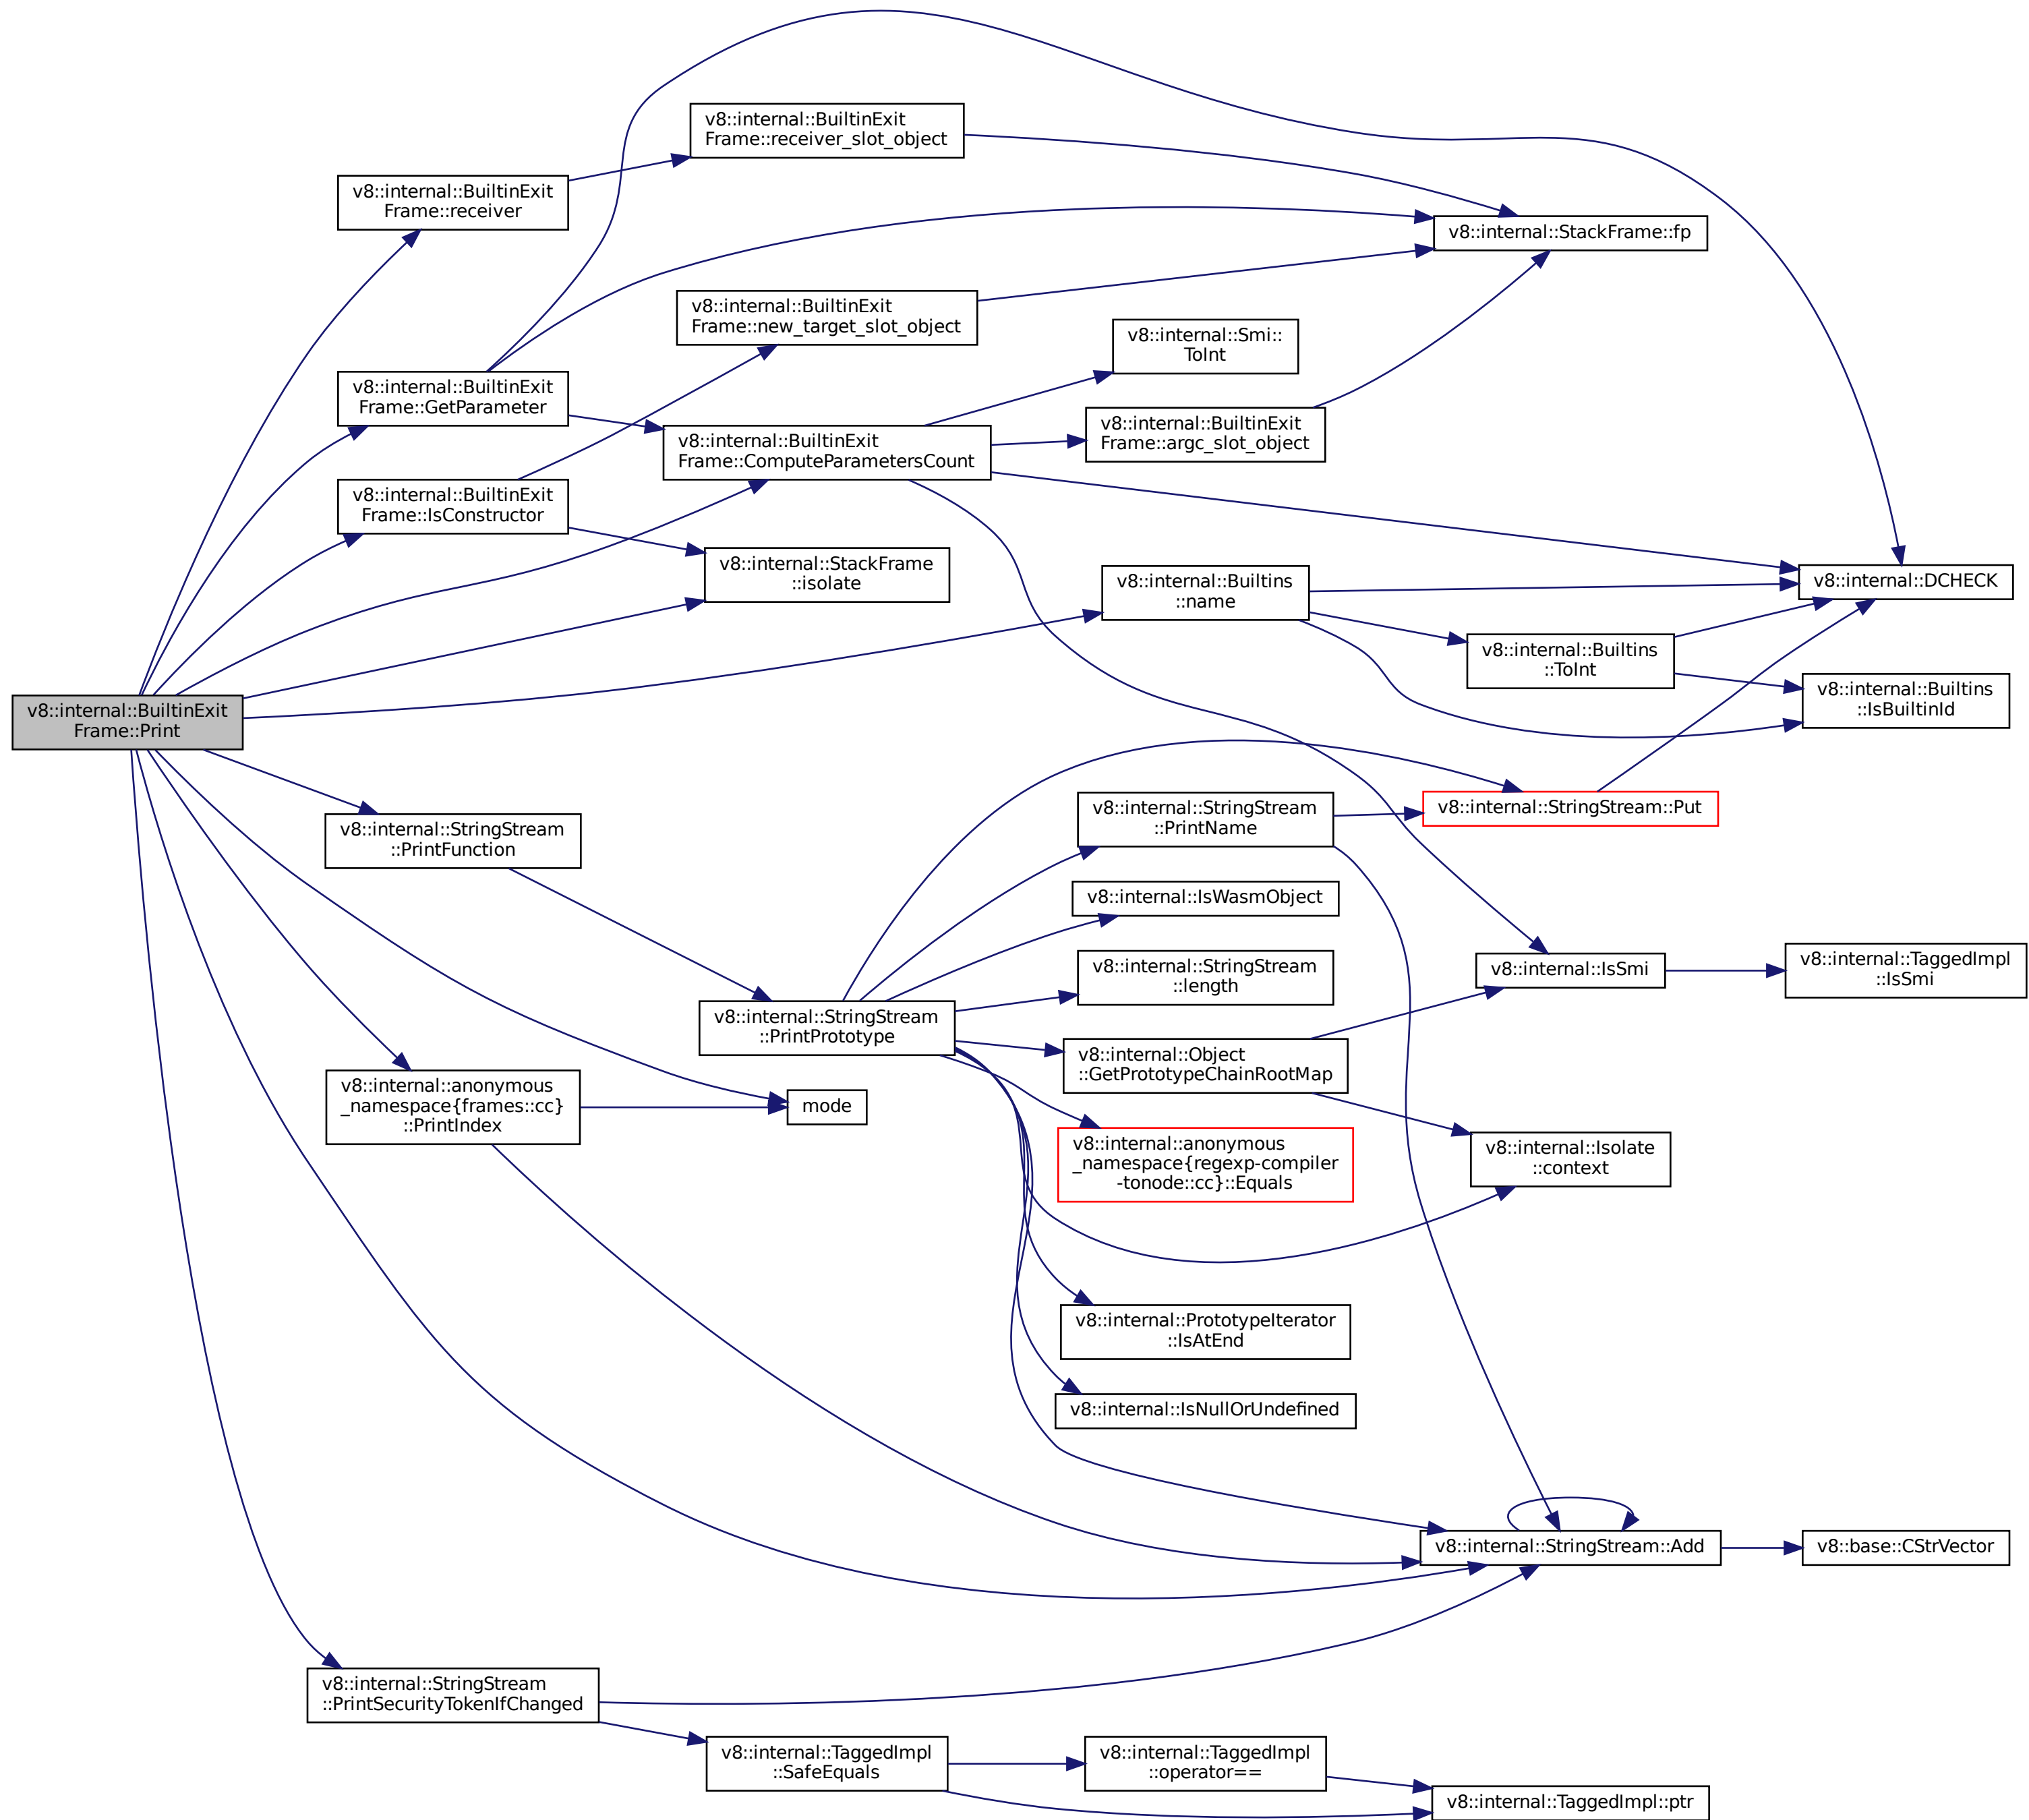 v8::internal::BuiltinExit
Frame::Print
v8::internal::BuiltinExit
Frame::receiver
v8::internal::BuiltinExit
Frame::GetParameter
v8::internal::BuiltinExit
Frame::IsConstructor
v8::internal::StringStream
::PrintFunction
v8::internal::anonymous
_namespace{frames::cc}
::PrintIndex
v8::internal::StringStream
::PrintSecurityTokenIfChanged
v8::internal::BuiltinExit
Frame::receiver_slot_object
v8::internal::BuiltinExit
Frame::new_target_slot_object
v8::internal::BuiltinExit
Frame::ComputeParametersCount
v8::internal::StackFrame
::isolate
v8::internal::StringStream
::PrintPrototype
mode
v8::internal::TaggedImpl
::SafeEquals
v8::internal::Smi::
ToInt
v8::internal::BuiltinExit
Frame::argc_slot_object
v8::internal::Builtins
::name
v8::internal::StringStream
::PrintName
v8::internal::IsWasmObject
v8::internal::StringStream
::length
v8::internal::Object
::GetPrototypeChainRootMap
v8::internal::anonymous
_namespace{regexp-compiler
-tonode::cc}::Equals
v8::internal::PrototypeIterator
::IsAtEnd
v8::internal::IsNullOrUndefined
v8::internal::TaggedImpl
::operator==
v8::internal::StackFrame::fp
v8::internal::Builtins
::ToInt
v8::internal::StringStream::Put
v8::internal::IsSmi
v8::internal::Isolate
::context
v8::internal::StringStream::Add
v8::internal::TaggedImpl::ptr
v8::internal::DCHECK
v8::internal::Builtins
::IsBuiltinId
v8::internal::TaggedImpl
::IsSmi
v8::base::CStrVector